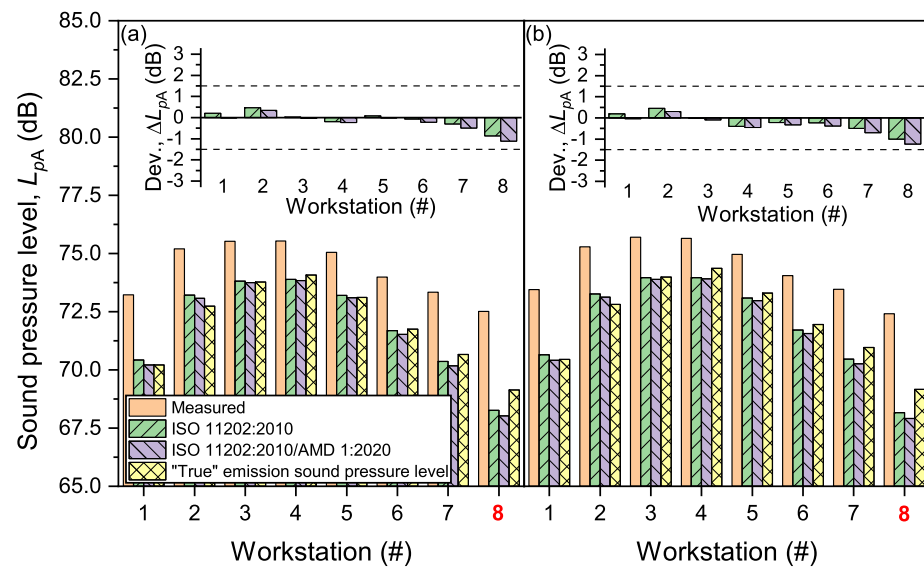 (a)
(b)
Sound pressure level, LpA (dB)
85.0
82.5
80.0
77.5
75.0
72.5
70.0
67.5
65.0
Dev., ΔLpA (dB)
3
2
1
0
-1
-2
-3
1 2 3 4 5 6 7 8
Workstation (#)
Dev., ΔLpA (dB)
3
2
1
0
-1
-2
-3
1 2 3 4 5 6 7 8
Workstation (#)
Measured
ISO 11202:2010
ISO 11202:2010/AMD 1:2020
"True" emission sound pressure level
1 2 3 4 5 6 7 8
1 2 3 4 5 6 7 8
Workstation (#)
Workstation (#)